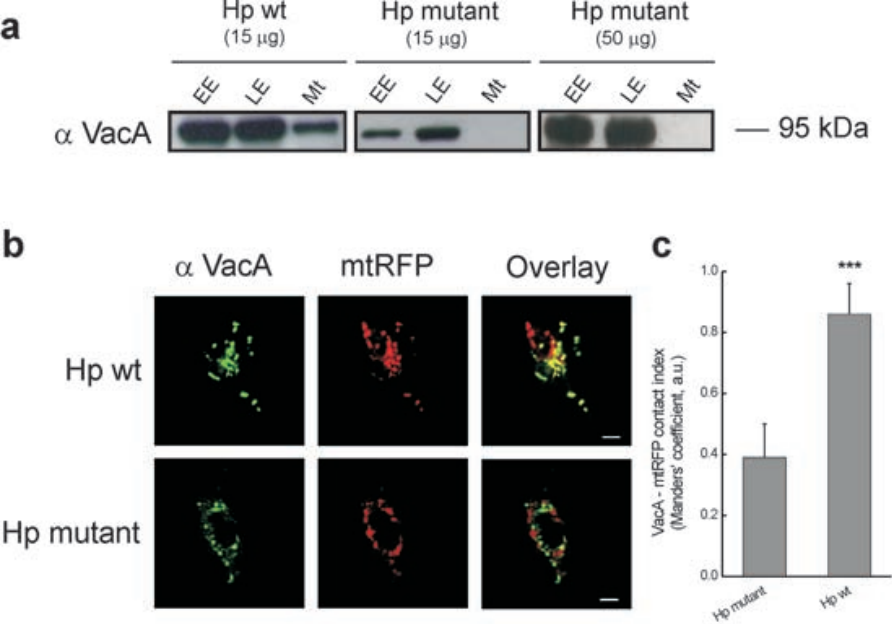 a
Hp wt
(15 μg)
Hp mutant
(15 μg)
Hp mutant
(50 μg)
EE LE Mt
EE LE Mt
EE LE Mt
α VacA
95 kDa
b
α VacA
mtRFP
Overlay
Hp wt
Hp mutant
c
***
VacA - mtRFP contact index
(Manders' coefficient, a.u.)
1.0
0.8
0.6
0.4
0.2
0.0
Hp mutant
Hp wt